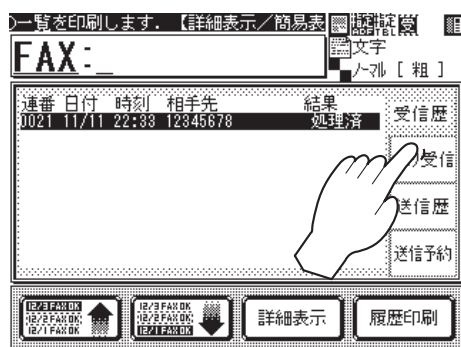 一覧を印刷します. 【詳細表示／簡易表
FAX:_
文字
ノーマル [ 粗 ]
連番 日付 時刻 相手先 結果
0021 11/11 22:33 12345678 処理済
受信歴
受信
送信歴
送信予約
12/3 FAX OK
12/2 FAX OK
12/1 FAX OK
12/3 FAX OK
12/2 FAX OK
12/1 FAX OK
詳細表示
履歴印刷